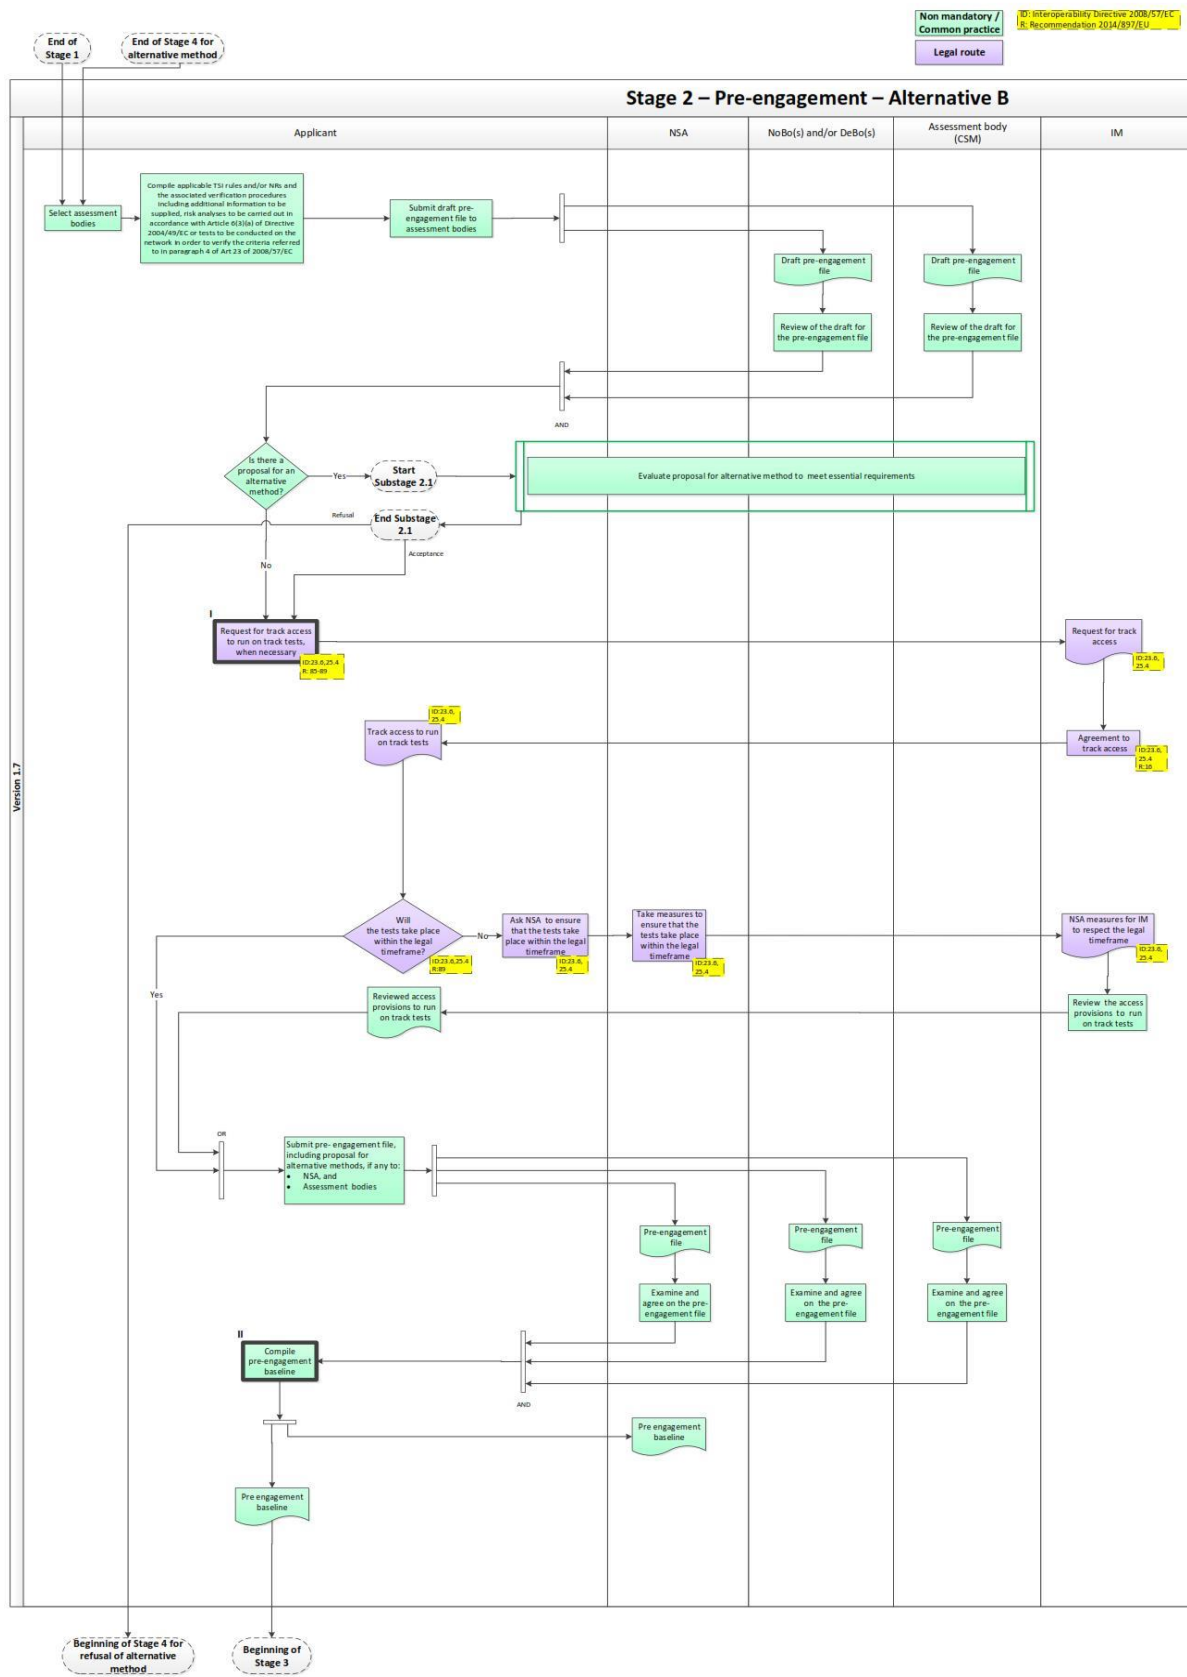 Non mandatory /
Common practice
ID: Interoperability Directive 2008/57/EC
R: Recommendation 2014/897/EU
Legal route
End of
Stage 1
End of Stage 4 for
alternative method
Stage 2 – Pre-engagement – Alternative B
Applicant
NSA
NoBo(s) and/or DeBo(s)
Assessment body
(CSM)
IM
Version 1.7
Select assessment
bodies
Compile applicable TSI rules and/or NRs and
the associated verification procedures
including additional information to be
supplied, risk analyses to be carried out in
accordance with Article 6(3)(a) of Directive
2004/49/EC or tests to be conducted on the
network in order to verify the criteria referred
to in paragraph 4 of Art 23 of 2008/57/EC
Submit draft pre-
engagement file to
assessment bodies
Draft pre-engagement
file
Draft pre-engagement
file
Review of the draft for
the pre-engagement file
Review of the draft for
the pre-engagement file
AND
Is there a
proposal for an
alternative
method?
Yes
Start
Substage 2.1
Evaluate proposal for alternative method to meet essential requirements
Refusal
End Substage
2.1
Acceptance
No
I
Request for track access
to run on track tests,
when necessary
ID:23.6,25.4
R: 85-89
Request for track
access
ID:23.6,
25.4
ID:23.6,
25.4
Track access to run
on track tests
Agreement to
track access
ID:23.6,
25.4
R:16
Will
the tests take place
within the legal
timeframe?
ID:23.6,25.4
R:89
No
Ask NSA to ensure
that the tests take
place within the legal
timeframe
ID:23.6,
25.4
Take measures to
ensure that the
tests take place
within the legal
timeframe
ID:23.6,
25.4
NSA measures for IM
to respect the legal
timeframe
ID:23.6,
25.4
Yes
Reviewed access
provisions to run
on track tests
Review the access
provisions to run
on track tests
OR
Submit pre- engagement file,
including proposal for
alternative methods, if any to:
• NSA, and
• Assessment bodies
Pre-engagement
file
Pre-engagement
file
Pre-engagement
file
Examine and
agree on the pre-
engagement file
Examine and agree
on the pre-
engagement file
Examine and agree
on the pre-
engagement file
II
Compile
pre-engagement
baseline
AND
Pre engagement
baseline
Pre engagement
baseline
Beginning of Stage 4 for
refusal of alternative
method
Beginning of
Stage 3